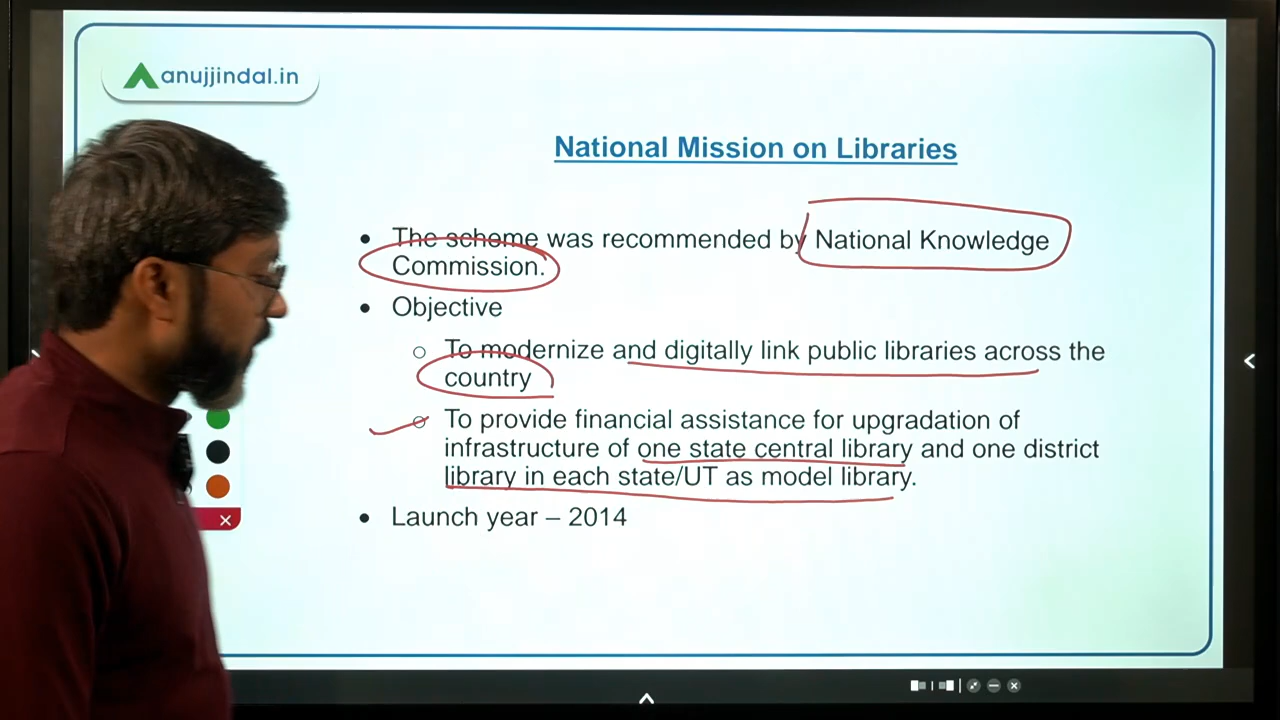 anujjindal.in
National Mission on Libraries
• The scheme was recommended by National Knowledge
Commission.
• Objective
○ To modernize and digitally link public libraries across the
country
○ To provide financial assistance for upgradation of
infrastructure of one state central library and one district
library in each state/UT as model library.
• Launch year – 2014